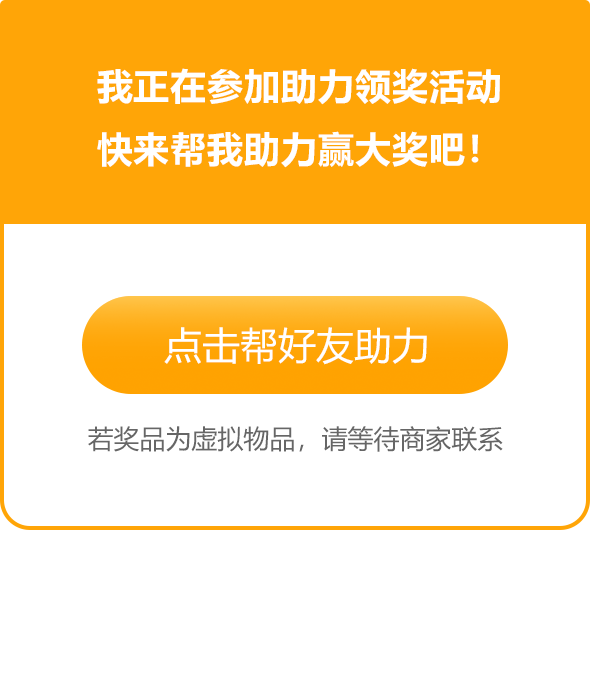 我正在参加助力领奖活动
快来帮我助力赢大奖吧！
点击帮好友助力
若奖品为虚拟物品，请等待商家联系